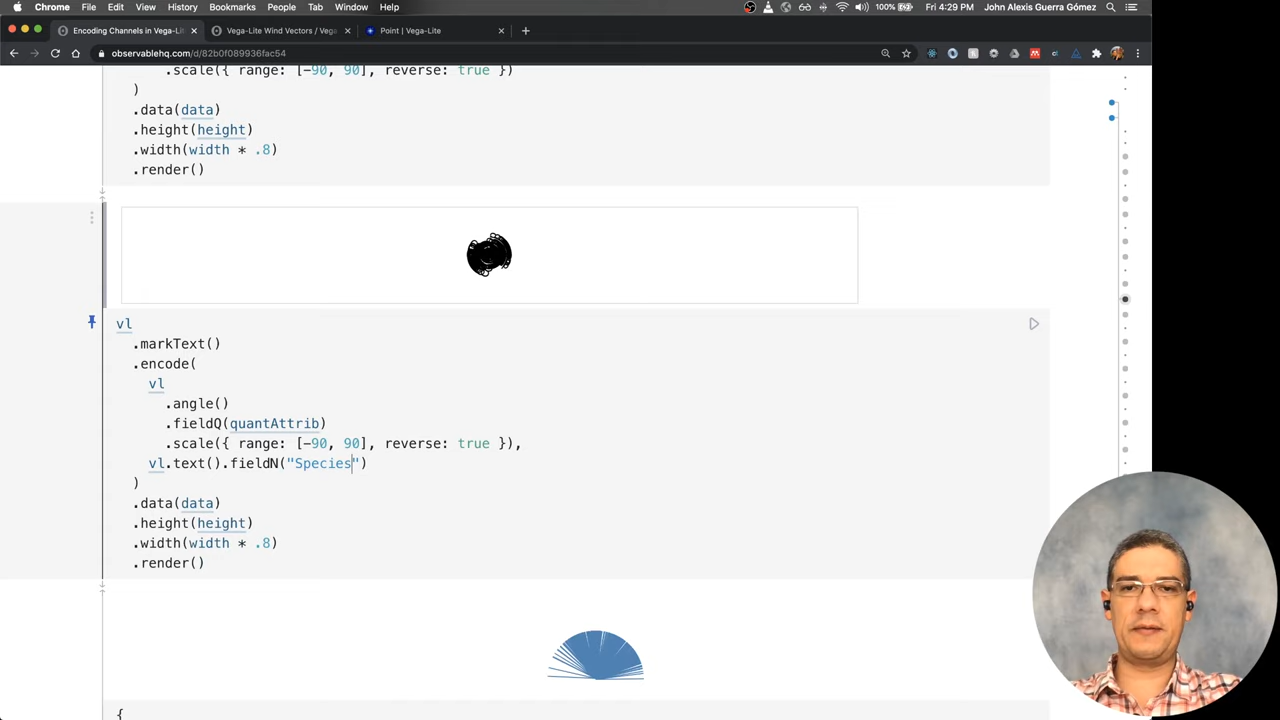 Chrome File Edit View History Bookmarks People Tab Window Help 100% Fri 4:29 PM John Alexis Guerra Gómez
Encoding Channels in Vega-Lit × Vega-Lite Wind Vectors / Vega × Point | Vega-Lite × +
observablehq.com/d/82b0f089936fac54
.scale({ range: [-90, 90], reverse: true })
)
.data(data)
.height(height)
.width(width * .8)
.render()
vl
.markText()
.encode(
vl
.angle()
.fieldQ(quantAttrib)
.scale({ range: [-90, 90], reverse: true }),
vl.text().fieldN("Species")
)
.data(data)
.height(height)
.width(width * .8)
.render()
{